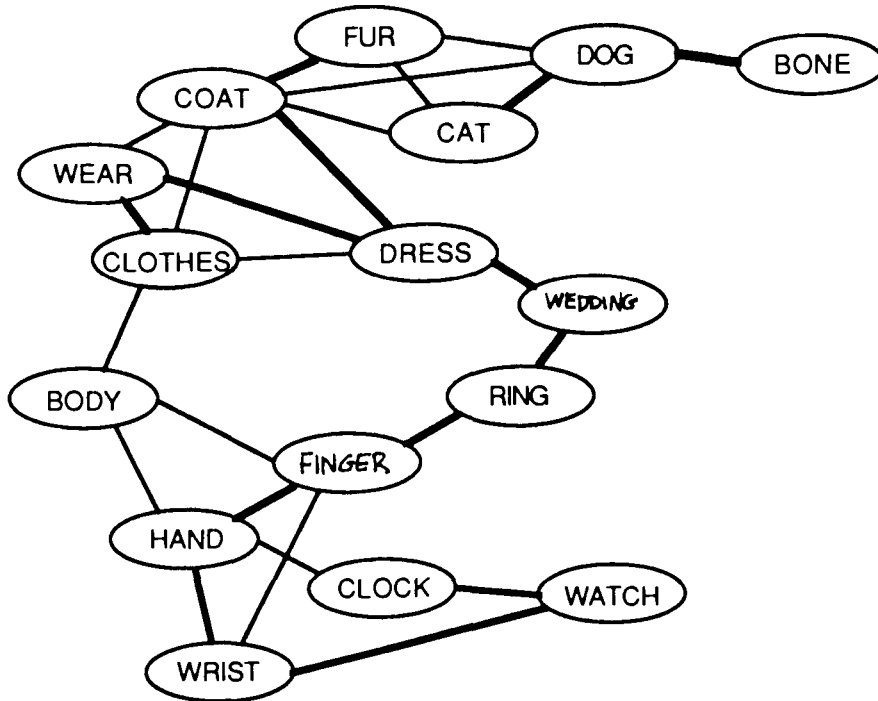 FUR
DOG
BONE
COAT
CAT
WEAR
CLOTHES
DRESS
WEDDING
RING
BODY
FINGER
HAND
CLOCK
WATCH
WRIST